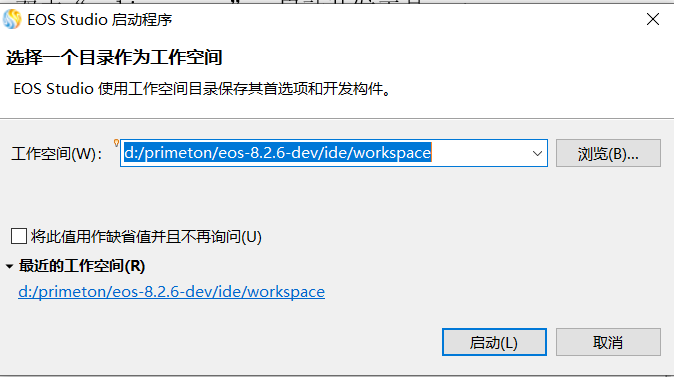 EOS Studio 启动程序
选择一个目录作为工作空间
EOS Studio 使用工作空间目录保存其首选项和开发构件。
工作空间(W): d:/primeton/eos-8.2.6-dev/ide/workspace 浏览(B)...
将此值用作缺省值并且不再询问(U)
最近的工作空间(R)
d:/primeton/eos-8.2.6-dev/ide/workspace
启动(L) 取消